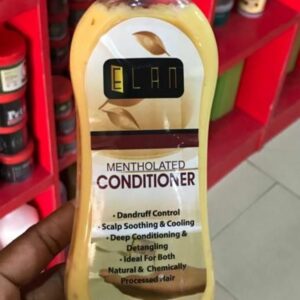 ELAN
MENTHOLATED
CONDITIONER
• Dandruff Control
• Scalp Soothing & Cooling
• Deep Conditioning &
Detangling
• Ideal For Both
Natural & Chemically
Processed Hair